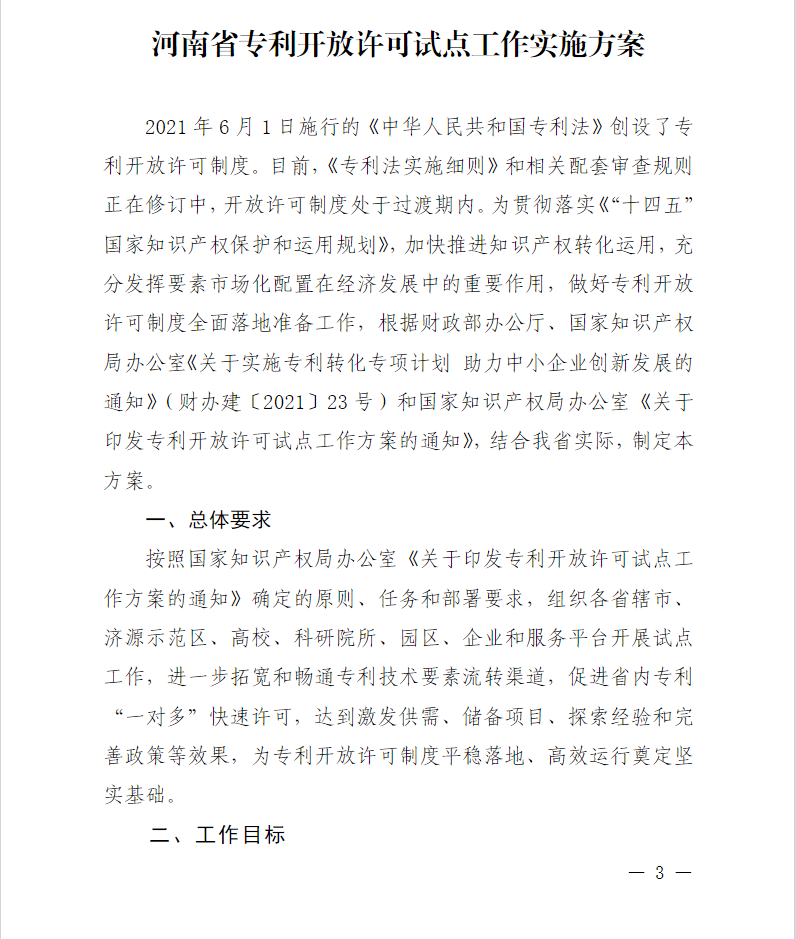 河南省专利开放许可试点工作实施方案
2021 年 6 月 1 日施行的《中华人民共和国专利法》创设了专
利开放许可制度。目前，《专利法实施细则》和相关配套审查规则
正在修订中，开放许可制度处于过渡期内。为贯彻落实《“十四五”
国家知识产权保护和运用规划》，加快推进知识产权转化运用，充
分发挥要素市场化配置在经济发展中的重要作用，做好专利开放
许可制度全面落地准备工作，根据财政部办公厅、国家知识产权
局办公室《关于实施专利转化专项计划 助力中小企业创新发展的
通知》（财办建〔2021〕23 号）和国家知识产权局办公室《关于
印发专利开放许可试点工作方案的通知》，结合我省实际，制定本
方案。
一、总体要求
按照国家知识产权局办公室《关于印发专利开放许可试点工
作方案的通知》确定的原则、任务和部署要求，组织各省辖市、
济源示范区、高校、科研院所、园区、企业和服务平台开展试点
工作，进一步拓宽和畅通专利技术要素流转渠道，促进省内专利
“一对多”快速许可，达到激发供需、储备项目、探索经验和完
善政策等效果，为专利开放许可制度平稳落地、高效运行奠定坚
实基础。
二、工作目标
— 3 —